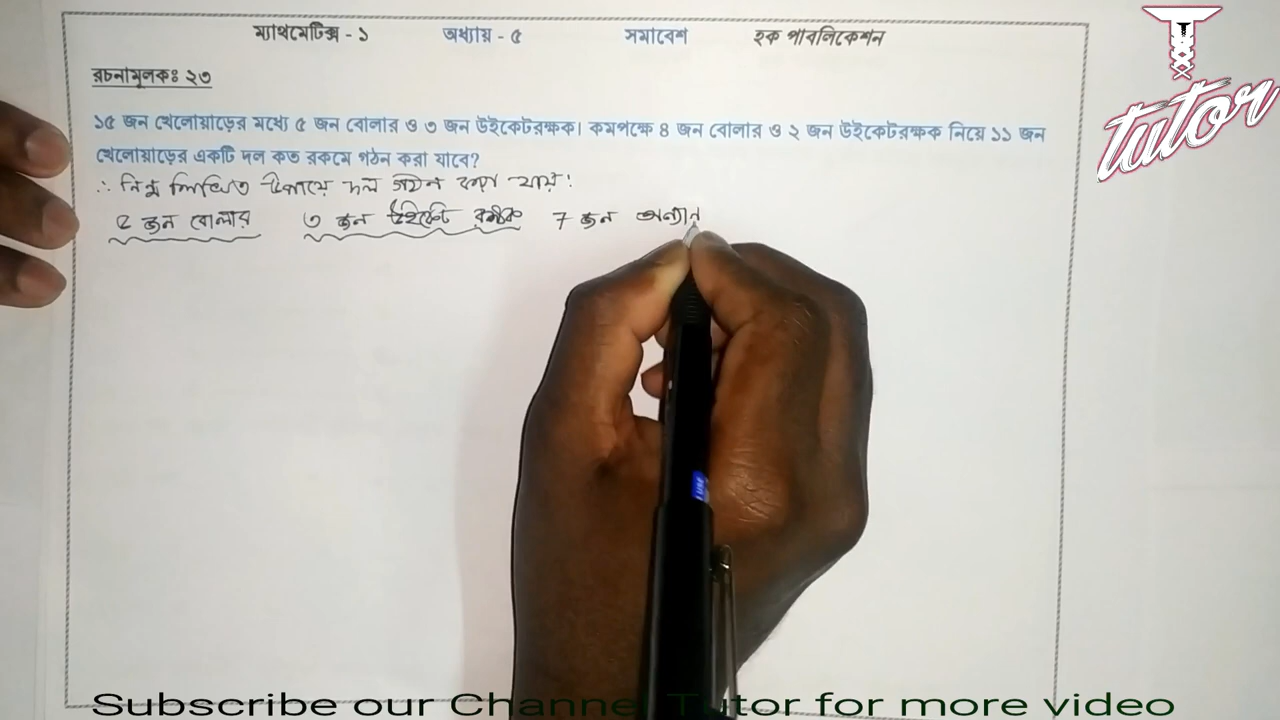 ম্যাথমেটিক্স - ১ অধ্যায় - ৫ সমাবেশ হক পাবলিকেশন
রচনামূলকঃ ২৩
১৫ জন খেলোয়াড়ের মধ্যে ৫ জন বোলার ও ৩ জন উইকেটরক্ষক। কমপক্ষে ৪ জন বোলার ও ২ জন উইকেটরক্ষক নিয়ে ১১ জন
খেলোয়াড়ের একটি দল কত রকমে গঠন করা যাবে?
∴ নিম্ন লিখিত উপায়ে দল গঠন করা যায়:
৫ জন বোলার ৩ জন উইকেট রক্ষক 7 জন অন্যান
T
tutor
Subscribe our Channel Tutor for more video